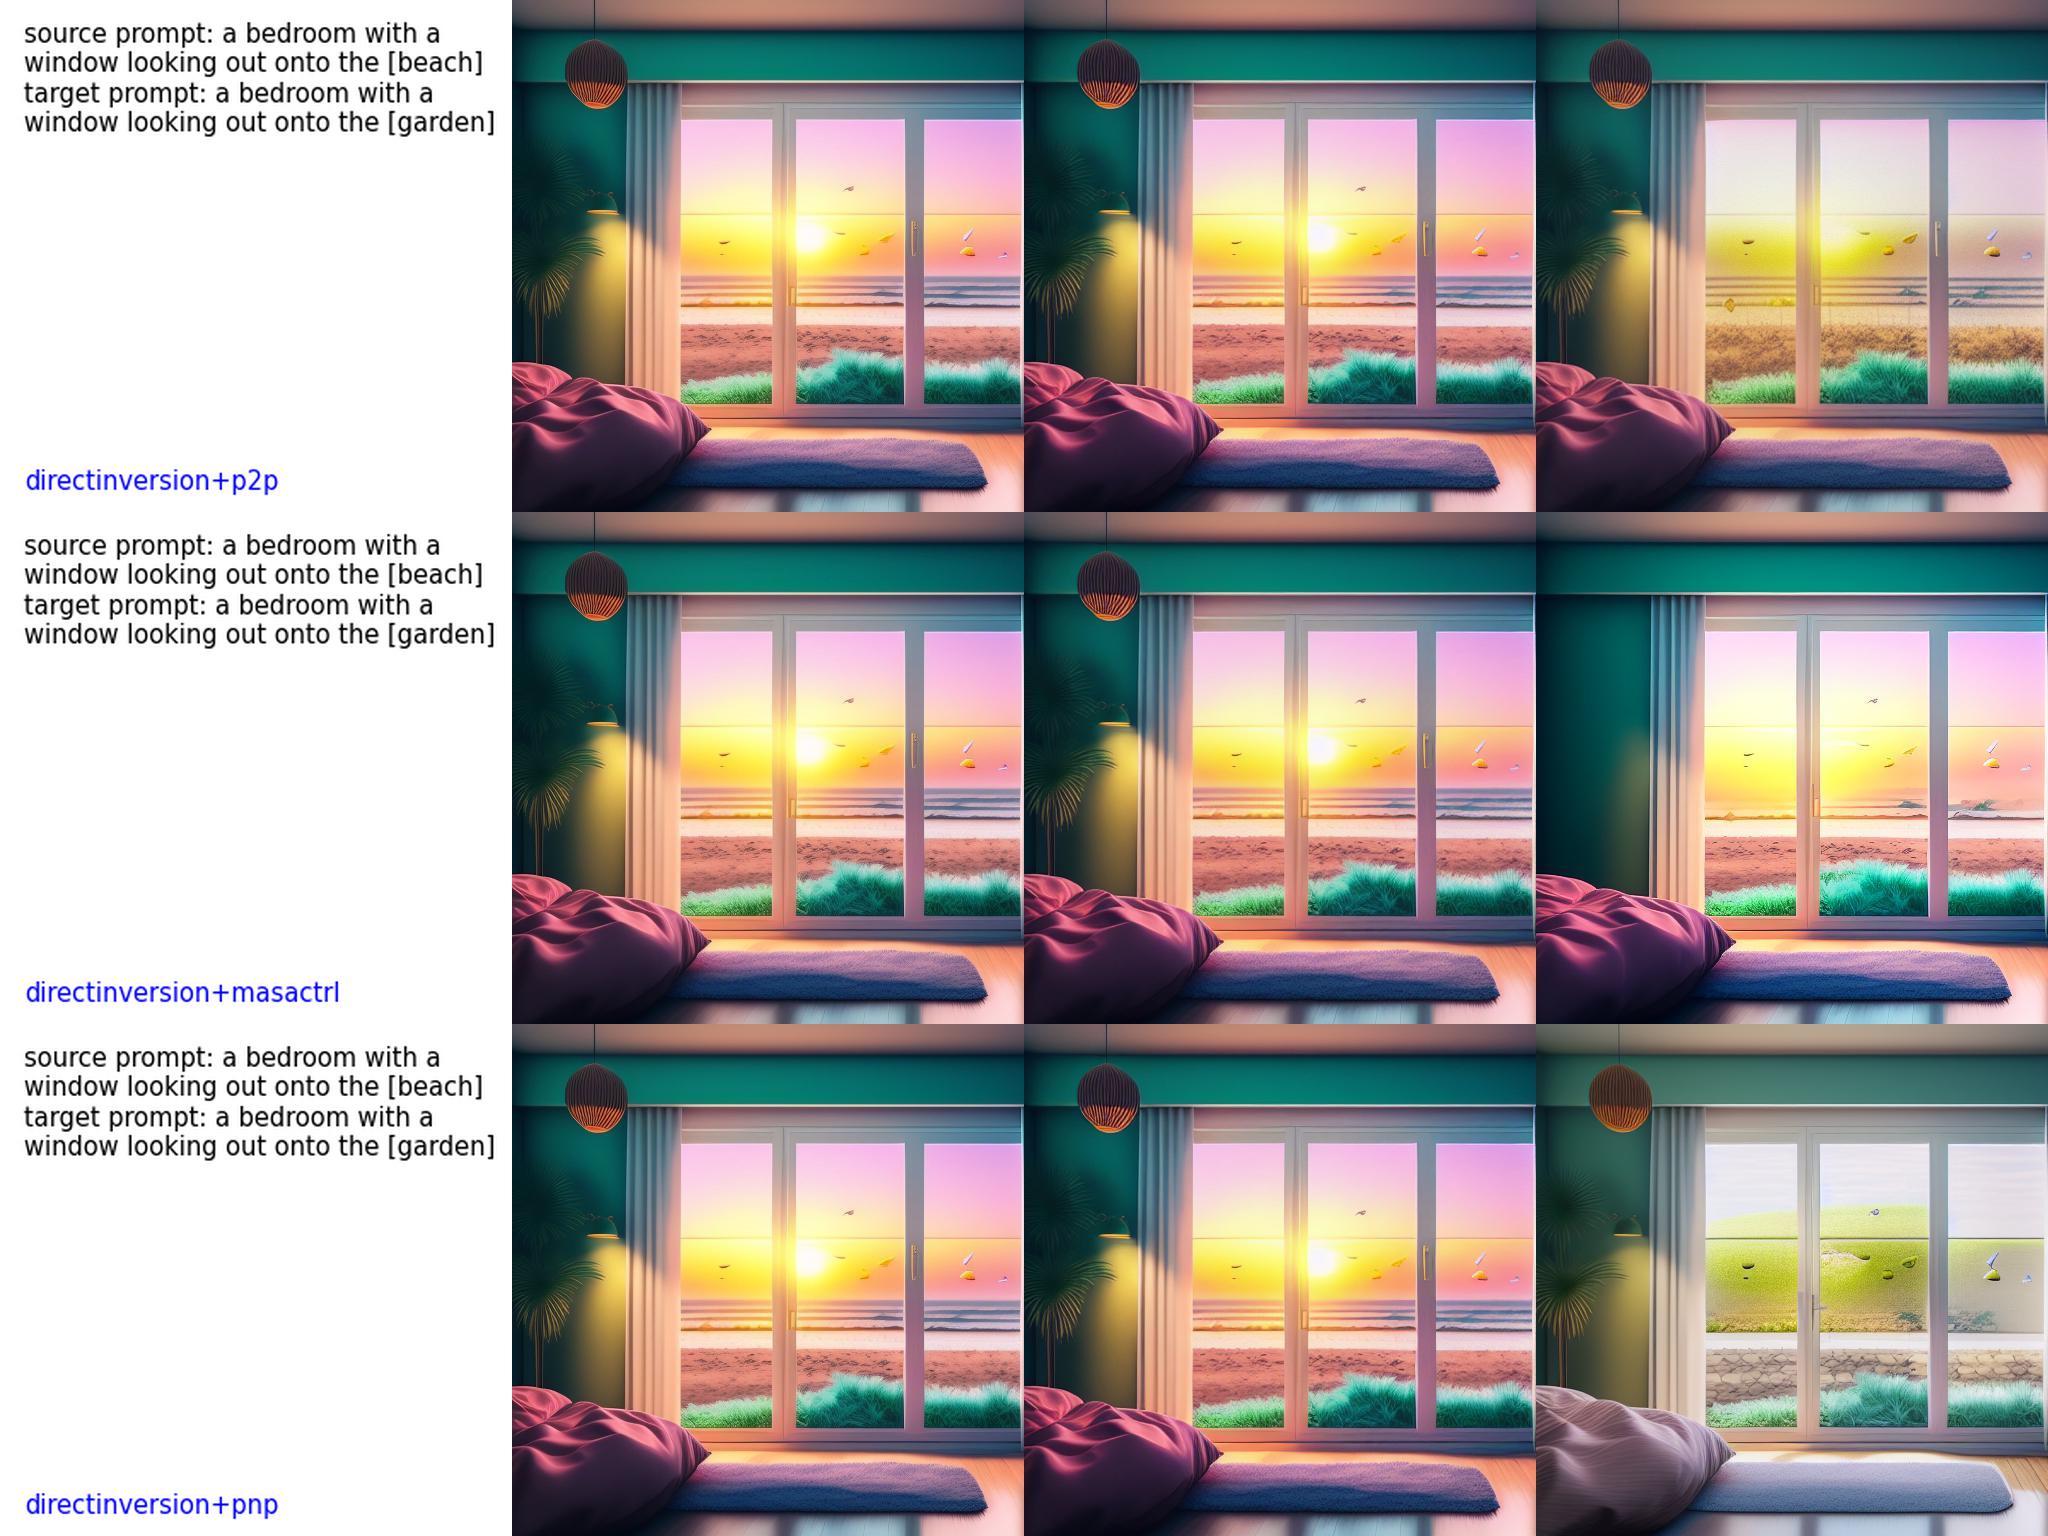 source prompt: a bedroom with a
window looking out onto the [beach]
target prompt: a bedroom with a
window looking out onto the [garden]
directinversion+p2p
source prompt: a bedroom with a
window looking out onto the [beach]
target prompt: a bedroom with a
window looking out onto the [garden]
directinversion+masactrl
source prompt: a bedroom with a
window looking out onto the [beach]
target prompt: a bedroom with a
window looking out onto the [garden]
directinversion+pnp